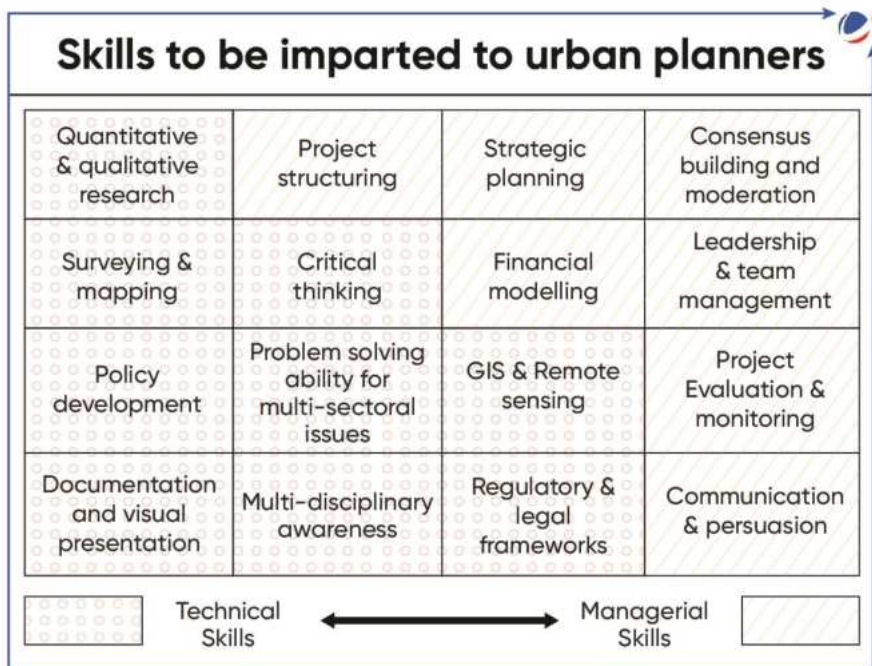 Skills to be imparted to urban planners
Quantitative
& qualitative
research
Project
structuring
Strategic
planning
Consensus
building and
moderation
Surveying &
mapping
Critical
thinking
Financial
modelling
Leadership
& team
management
Policy
development
Problem solving
ability for
multi-sectoral
issues
GIS & Remote
sensing
Project
Evaluation &
monitoring
Documentation
and visual
presentation
Multi-disciplinary
awareness
Regulatory &
legal
frameworks
Communication
& persuasion
Technical
Skills
Managerial
Skills